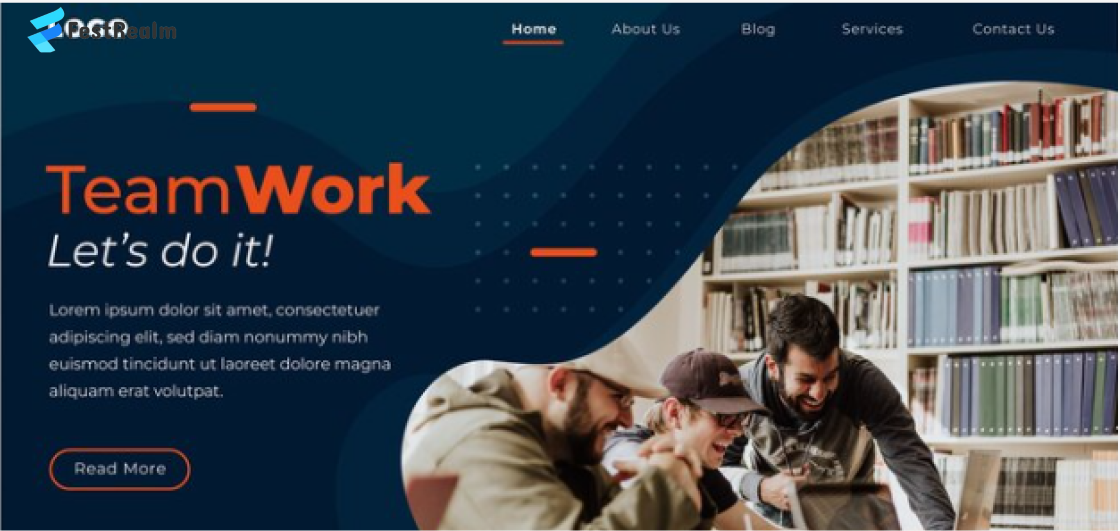 Home
About Us
Blog
Services
Contact Us
TeamWork
Let's do it!
Lorem ipsum dolor sit amet, consectetuer
adipiscing elit, sed diam nonummy nibh
euismod tincidunt ut laoreet dolore magna
aliquam erat volutpat.
Read More